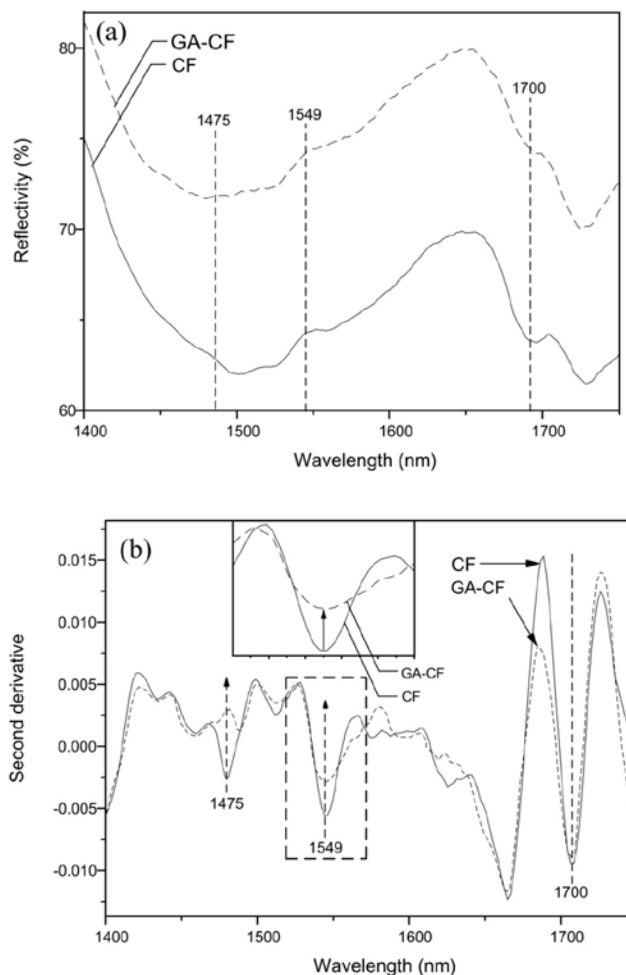 (a)
GA-CF
CF
1475
1549
1700
80
70
60
Reflectivity (%)
1400
1500
1600
1700
Wavelength (nm)
(b)
CF
GA-CF
GA-CF
CF
1475
1549
1700
0.015
0.010
0.005
0.000
-0.005
-0.010
Second derivative
1400
1500
1600
1700
Wavelength (nm)